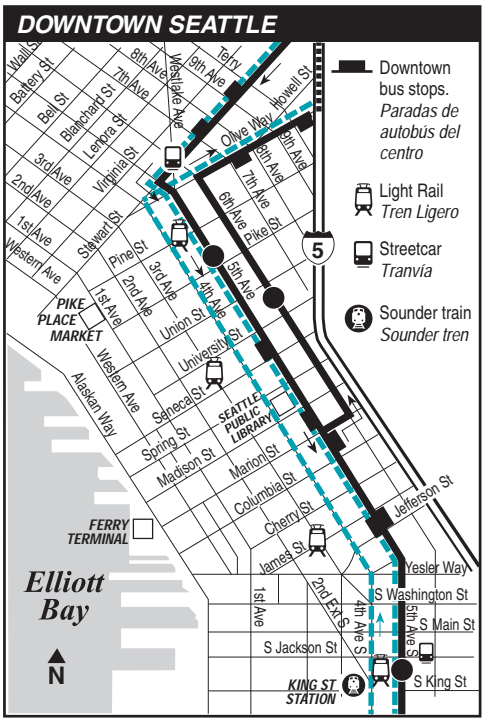 DOWNTOWN SEATTLE
Wall St
Battery St
Bell St
Blanchard St
Lenora St
Virginia St
Stewart St
8th Ave
7th Ave
Westlake Ave
9th Ave
Terry
Olive Way
Howell St
9th Ave
8th Ave
7th Ave
6th Ave
Pike St
3rd Ave
2nd Ave
1st Ave
Western Ave
Pine St
3rd Ave
4th Ave
5th Ave
2nd Ave
1st Ave
Union St
University St
Seneca St
Spring St
Madison St
Marion St
Columbia St
Cherry St
James St
Jefferson St
Yesler Way
PIKE
PLACE
MARKET
Western Ave
Alaskan Way
SEATTLE
PUBLIC
LIBRARY
FERRY
TERMINAL
Elliott
Bay
N
1st Ave
2nd Ext S
4th Ave S
5th Ave S
S Washington St
S Main St
S Jackson St
S King St
KING ST
STATION
5
Downtown
bus stops.
Paradas de
autobús del
centro
Light Rail
Tren Ligero
Streetcar
Tranvía
Sounder train
Sounder tren